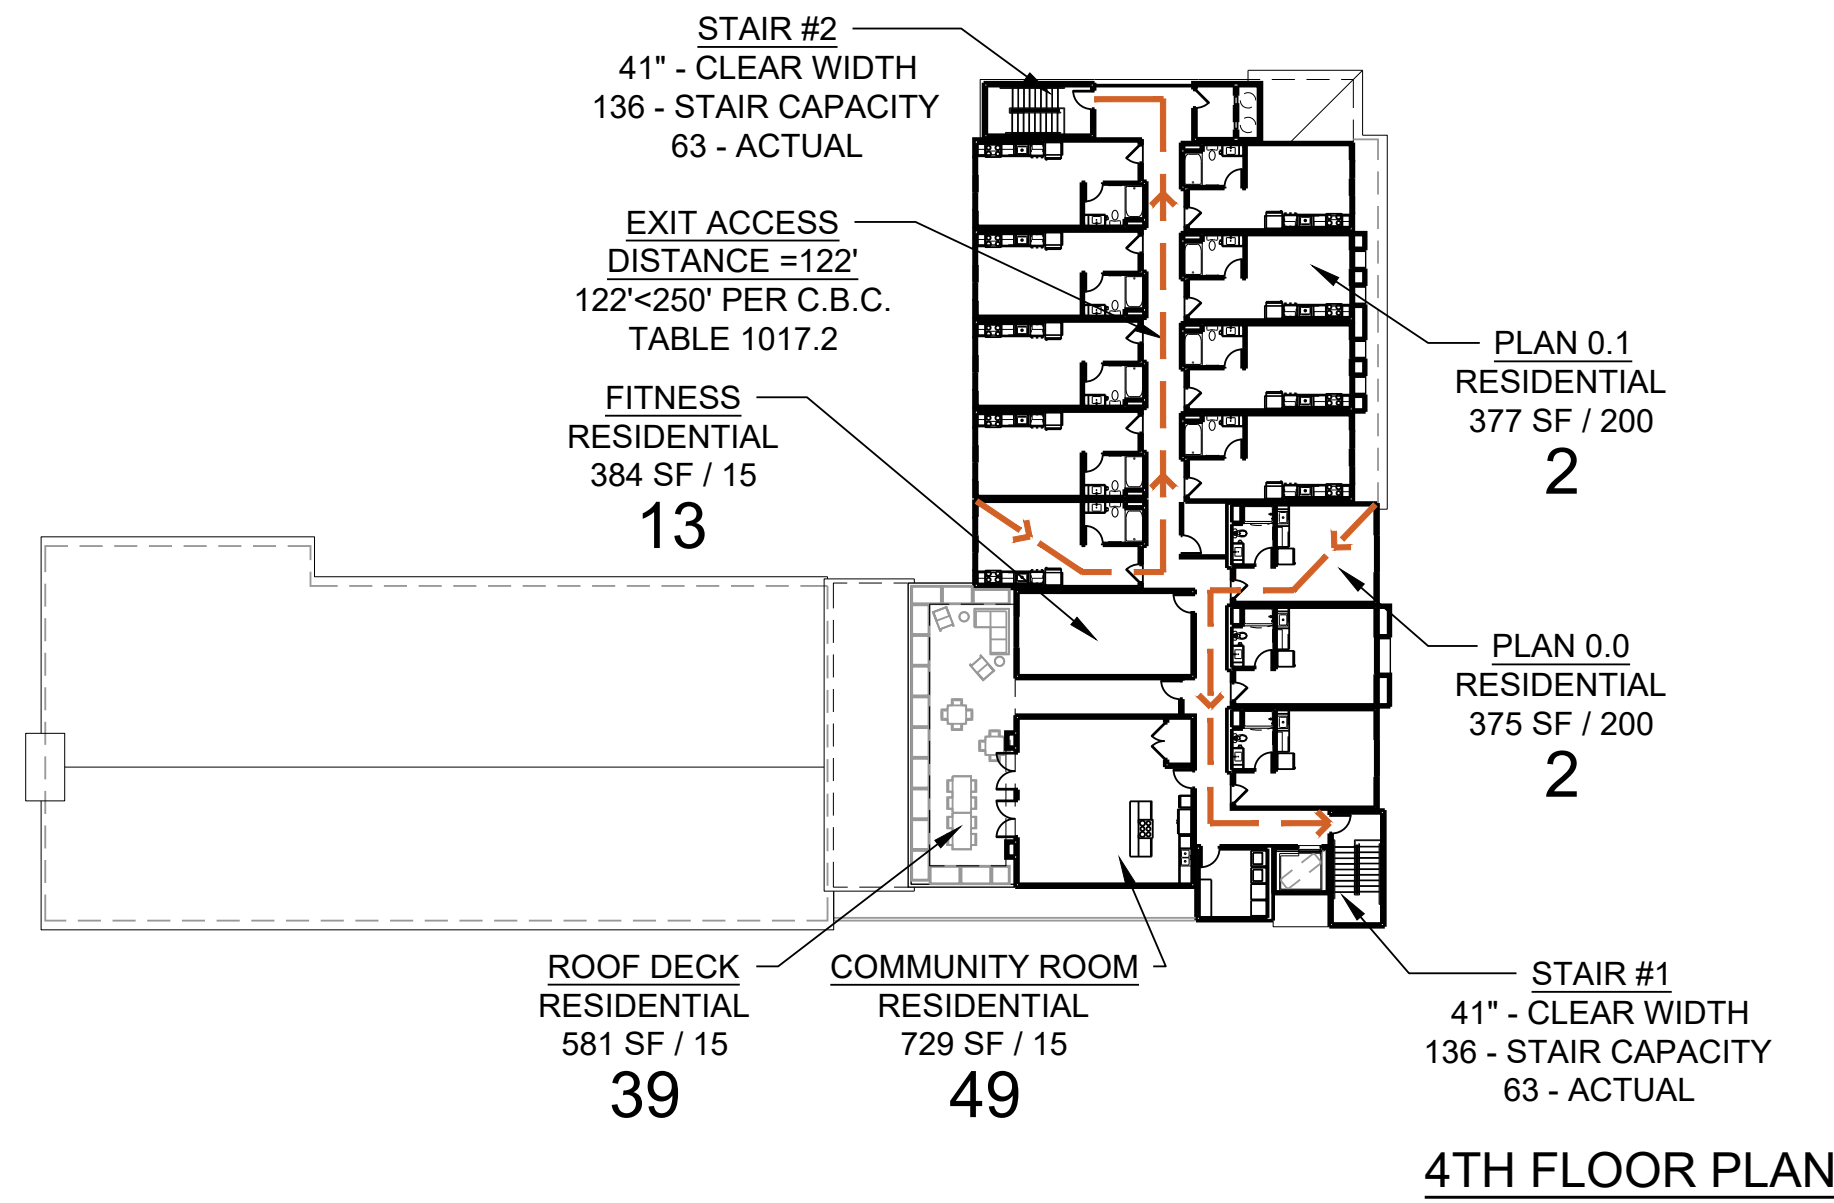 STAIR #2
41" - CLEAR WIDTH
136 - STAIR CAPACITY
63 - ACTUAL
EXIT ACCESS
DISTANCE =122'
122'<250' PER C.B.C.
TABLE 1017.2
FITNESS
RESIDENTIAL
384 SF / 15
13
PLAN 0.1
RESIDENTIAL
377 SF / 200
2
PLAN 0.0
RESIDENTIAL
375 SF / 200
2
ROOF DECK
RESIDENTIAL
581 SF / 15
39
COMMUNITY ROOM
RESIDENTIAL
729 SF / 15
49
STAIR #1
41" - CLEAR WIDTH
136 - STAIR CAPACITY
63 - ACTUAL
4TH FLOOR PLAN